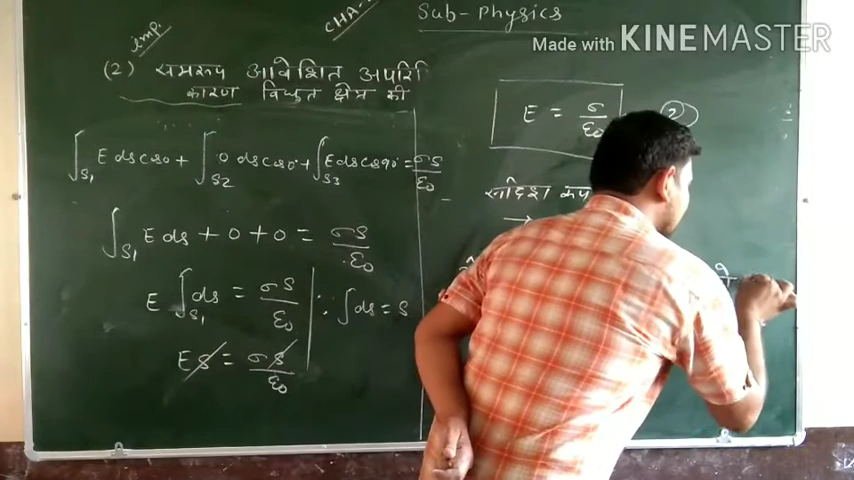 Sub-Physics
Made with KINEMASTER
imp.
CHA
(2) समरूप आवेशित अपरि
कारण विद्युत क्षेत्र की
∫S₁ E ds cos0 + ∫S₂ 0 ds cos0 + ∫S₃ E ds cos90 = σS/ε₀
∫S₁ E ds + 0 + 0 = σS/ε₀
E ∫S₁ ds = σS/ε₀ ∵ ∫ds = S
ES = σS/ε₀
E = σ/ε₀ (2)
सदिश रूप